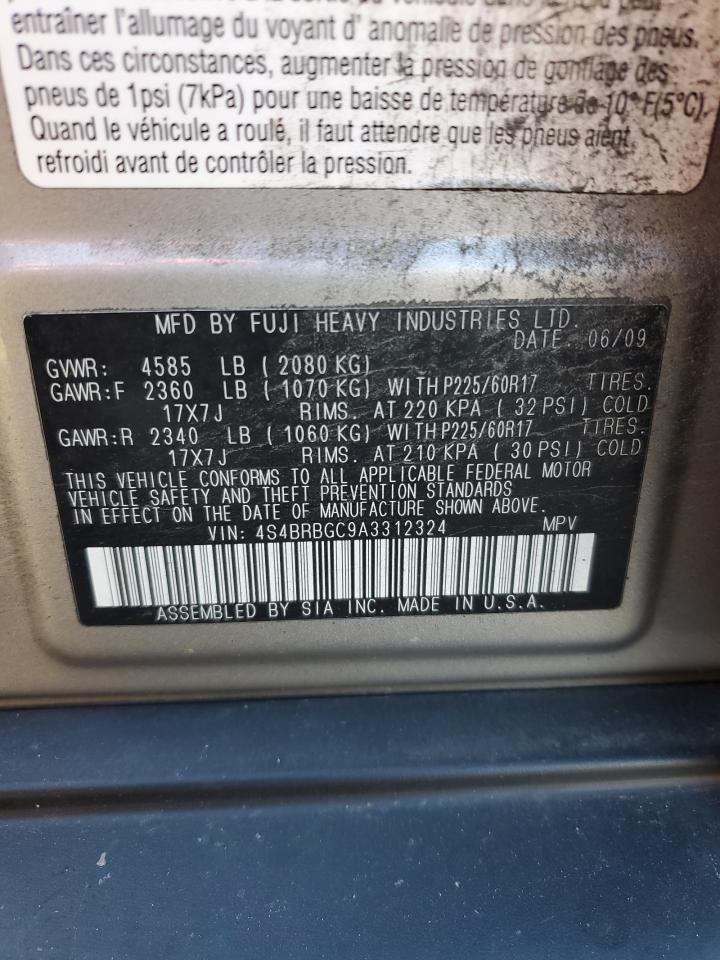 entraîner l'allumage du voyant d' anomalie de pression des pneus.
Dans ces circonstances, augmenter la pression de gonflage des
pneus de 1psi (7kPa) pour une baisse de température de 10° F(5°C).
Quand le véhicule a roulé, il faut attendre que les pneus aient
refroidi avant de contrôler la pression.
MFD BY FUJI HEAVY INDUSTRIES LTD.
DATE. 06/09
GVWR: 4585 LB ( 2080 KG)
GAWR:F 2360 LB ( 1070 KG) WITH P225/60R17 TIRES.
17X7J RIMS. AT 220 KPA ( 32 PSI) COLD
GAWR:R 2340 LB ( 1060 KG) WITH P225/60R17 TIRES.
17X7J RIMS. AT 210 KPA ( 30 PSI) COLD
THIS VEHICLE CONFORMS TO ALL APPLICABLE FEDERAL MOTOR
VEHICLE SAFETY AND THEFT PREVENTION STANDARDS
IN EFFECT ON THE DATE OF MANUFACTURE SHOWN ABOVE.
VIN: 4S4BRBGC9A3312324 MPV
ASSEMBLED BY SIA INC. MADE IN U.S.A.